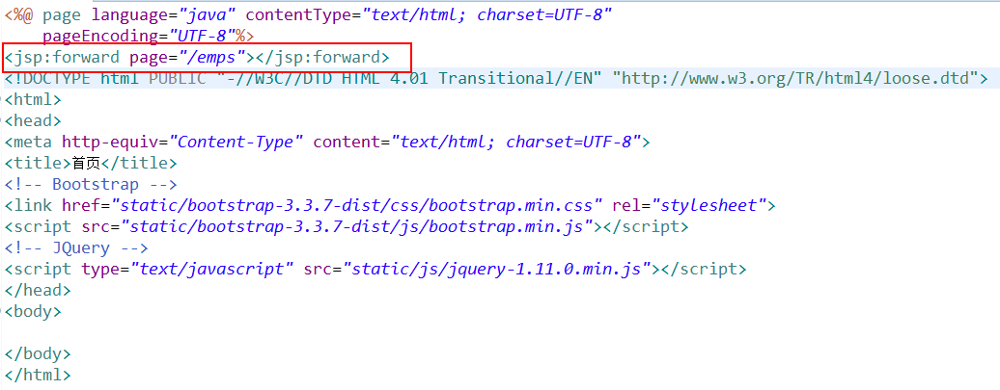 <%@ page language="java" contentType="text/html; charset=UTF-8"
    pageEncoding="UTF-8"%>
<jsp:forward page="/emps"></jsp:forward>
<!DOCTYPE html PUBLIC "-//W3C//DTD HTML 4.01 Transitional//EN" "http://www.w3.org/TR/html4/loose.dtd">
<html>
<head>
<meta http-equiv="Content-Type" content="text/html; charset=UTF-8">
<title>首页</title>
<!-- Bootstrap -->
<link href="static/bootstrap-3.3.7-dist/css/bootstrap.min.css" rel="stylesheet">
<script src="static/bootstrap-3.3.7-dist/js/bootstrap.min.js"></script>
<!-- JQuery -->
<script type="text/javascript" src="static/js/jquery-1.11.0.min.js"></script>
</head>
<body>
</body>
</html>